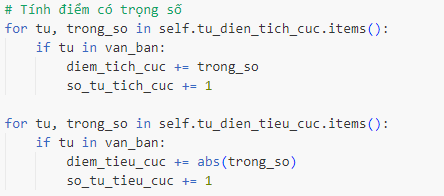 # Tính điểm có trọng số
for tu, trong_so in self.tu_dien_tich_cuc.items():
    if tu in van_ban:
        diem_tich_cuc += trong_so
        so_tu_tich_cuc += 1

for tu, trong_so in self.tu_dien_tieu_cuc.items():
    if tu in van_ban:
        diem_tieu_cuc += abs(trong_so)
        so_tu_tieu_cuc += 1